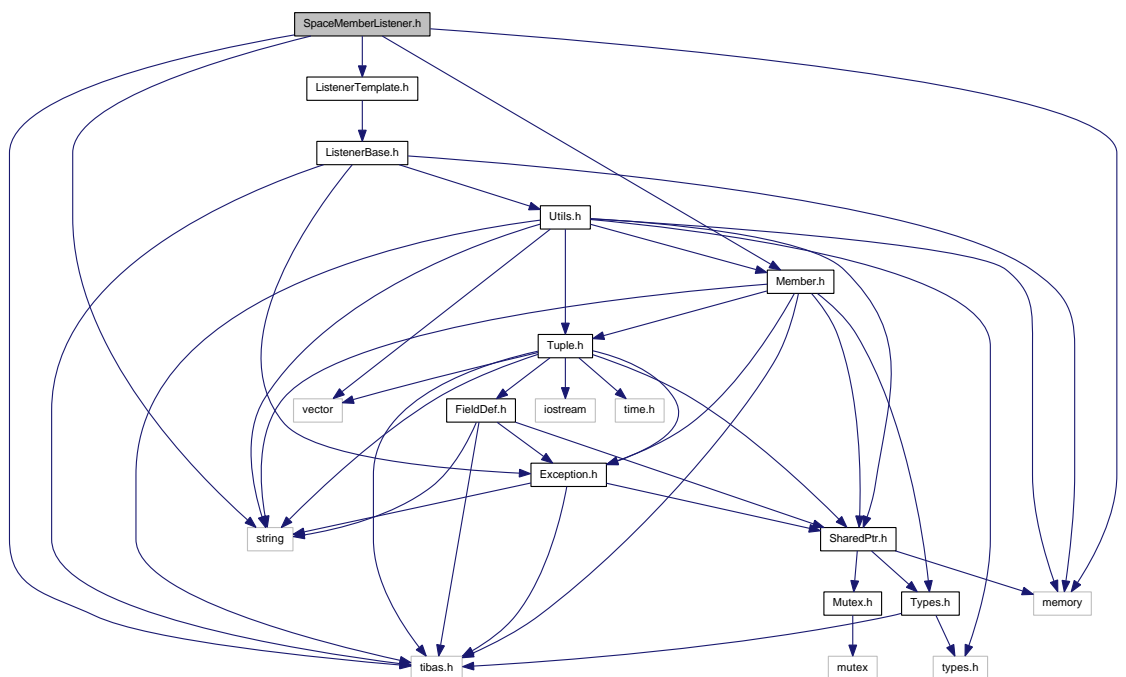 SpaceMemberListener.h
ListenerTemplate.h
ListenerBase.h
Utils.h
Member.h
Tuple.h
vector
FieldDef.h
iostream
time.h
Exception.h
string
SharedPtr.h
Mutex.h
Types.h
memory
tibas.h
mutex
types.h